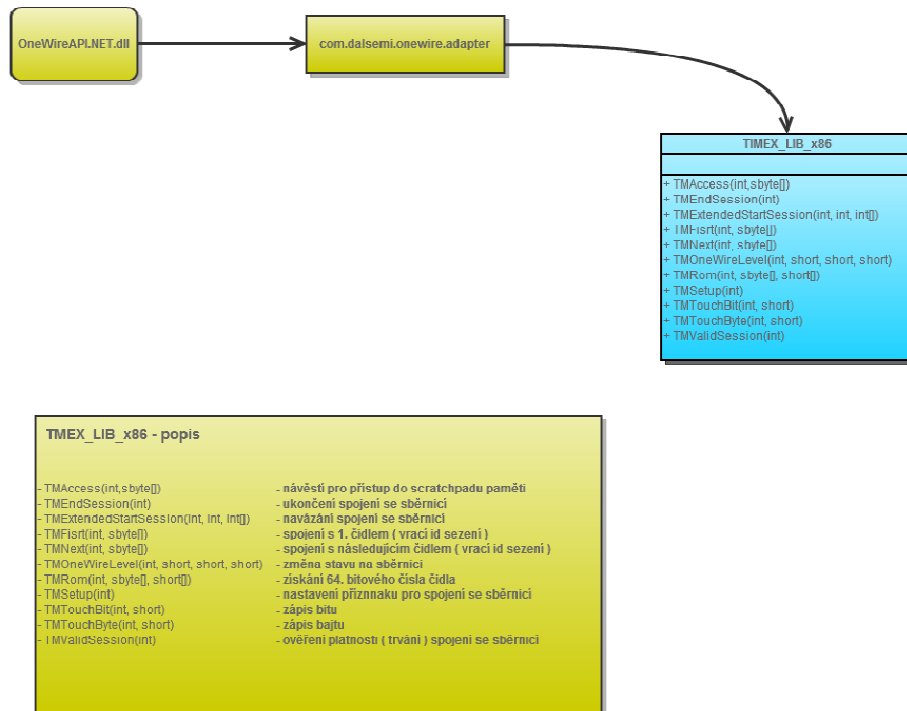 OneWireAPI.NET.dll
com.dalsemi.onewire.adapter
TIMEX_LIB_x86
+ TMAccess(int,sbyte[])
+ TMEndSession(int)
+ TMExtendedStartSession(int, int, int[])
+ TMFisrt(int, sbyte[])
+ TMNext(int, sbyte[])
+ TMOneWireLevel(int, short, short, short)
+ TMRom(int, sbyte[], short[])
+ TMSetup(int)
+ TMTouchBit(int, short)
+ TMTouchByte(int, short)
+ TMValidSession(int)
TMEX_LIB_x86 - popis
- TMAccess(int,sbyte[]) - návěstí pro přístup do scratchpadu paměti
- TMEndSession(int) - ukončení spojení se sběrnicí
- TMExtendedStartSession(int, int, int[]) - navázání spojení se sběrnicí
- TMFisrt(int, sbyte[]) - spojení s 1. čidlem ( vrací id sezení )
- TMNext(int, sbyte[]) - spojení s následujícím čidlem ( vrací id sezení )
- TMOneWireLevel(int, short, short, short) - změna stavu na sběrnici
- TMRom(int, sbyte[], short[]) - získání 64. bitového čísla čidla
- TMSetup(int) - nastavení přiznnaku pro spojení se sběrnicí
- TMTouchBit(int, short) - zápis bitu
- TMTouchByte(int, short) - zápis bajtu
- TMValidSession(int) - ověření platnosti ( trvání ) spojení se sběrnicí